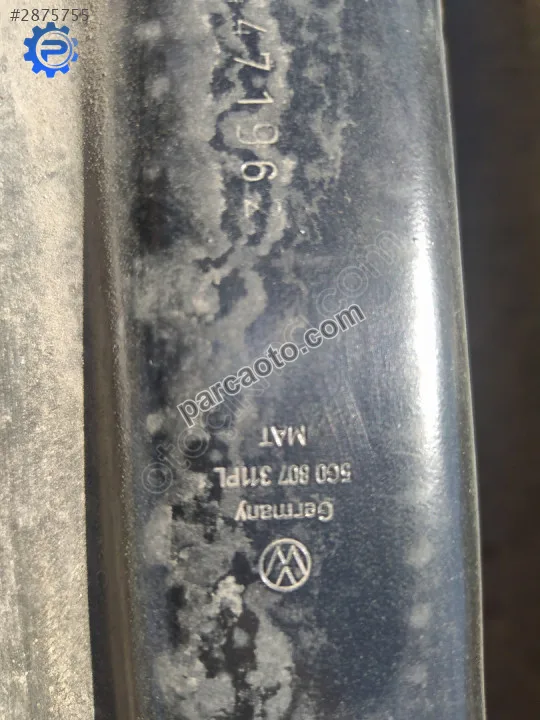 #2875755
47196
parcaoto.com
MAT
5G0 807 311PL
Germany